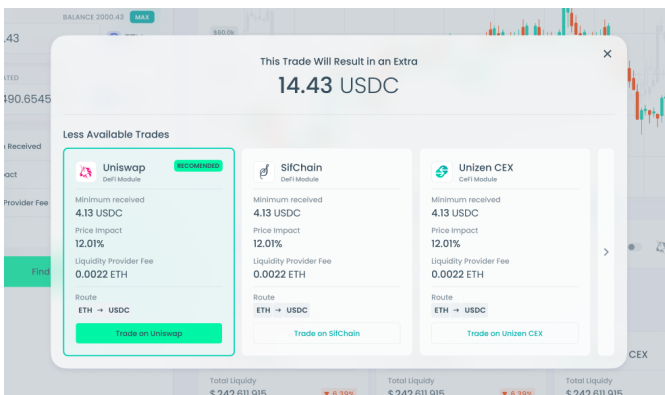 BALANCE 2000.43 MAX
.43
$60.0k
TED
490.6545
Received
Provider Fee
Find
This Trade Will Result in an Extra
14.43 USDC
Less Available Trades
Uniswap
RECOMENDED
DeFi Module
Minimum received
4.13 USDC
Price Impact
12.01%
Liquidity Provider Fee
0.0022 ETH
Route
ETH → USDC
Trade on Uniswap
SifChain
DeFi Module
Minimum received
4.13 USDC
Price Impact
12.01%
Liquidity Provider Fee
0.0022 ETH
Route
ETH → USDC
Trade on SifChain
Unizen CEX
CeFi Module
Minimum received
4.13 USDC
Price Impact
12.01%
Liquidity Provider Fee
0.0022 ETH
Route
ETH → USDC
Trade on Unizen CEX
CEX
Total Liquidity
$ 242,611,915
▼ 6.39%
Total Liquidity
$ 242,611,915
▼ 6.39%
Total Liquidity
$ 242,611,915